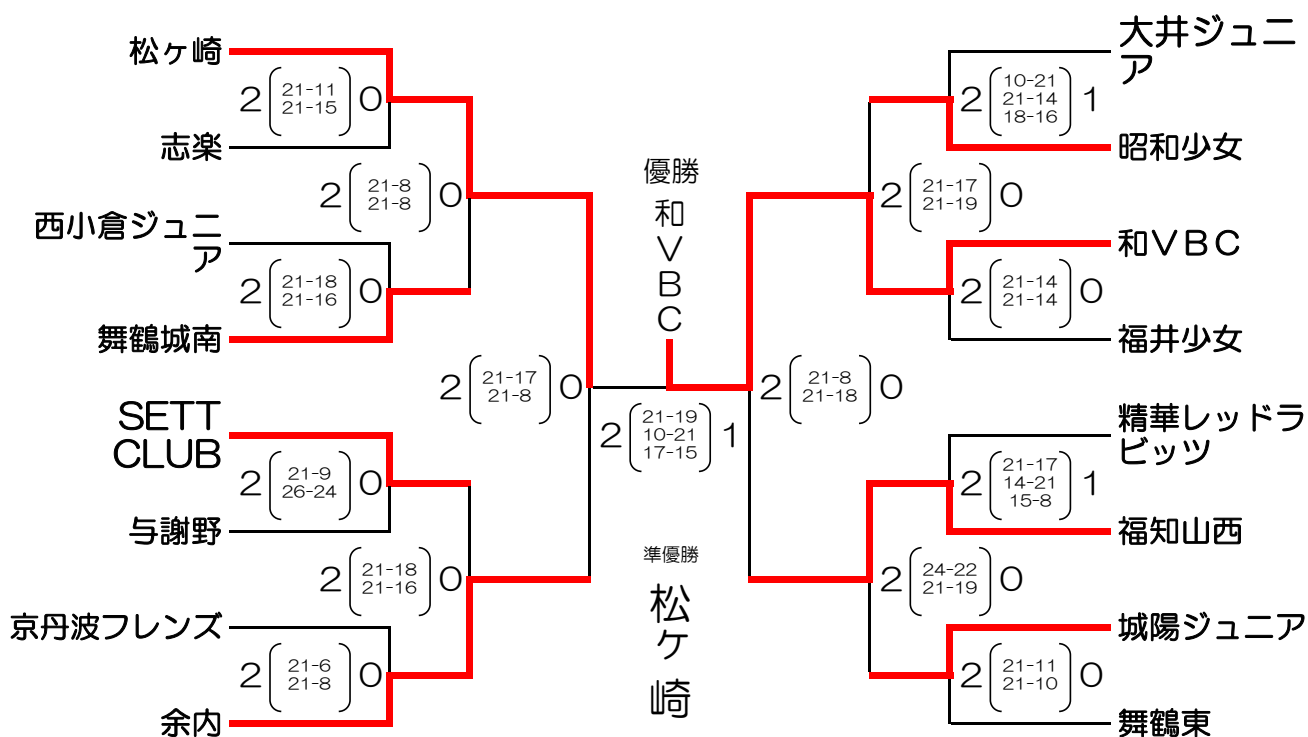 松ヶ崎
2 21-11 0
21-15
志楽
2 21-8 0
21-8
西小倉ジュニ
ア
2 21-18 0
21-16
舞鶴城南
2 21-17 0
21-8
SETT
CLUB
2 21-9 0
26-24
与謝野
2 21-18 0
21-16
京丹波フレンズ
2 21-6 0
21-8
余内
優勝
和
V
B
C
21-19
2 10-21 1
17-15
準優勝
松
ケ
崎
大井ジュニ
ア
10-21
2 21-14 1
18-16
昭和少女
2 21-17 0
21-19
和VBC
2 21-14 0
21-14
福井少女
2 21-8 0
21-18
精華レッドラ
ビッツ
21-17
2 14-21 1
15-8
福知山西
2 24-22 0
21-19
城陽ジュニア
2 21-11 0
21-10
舞鶴東